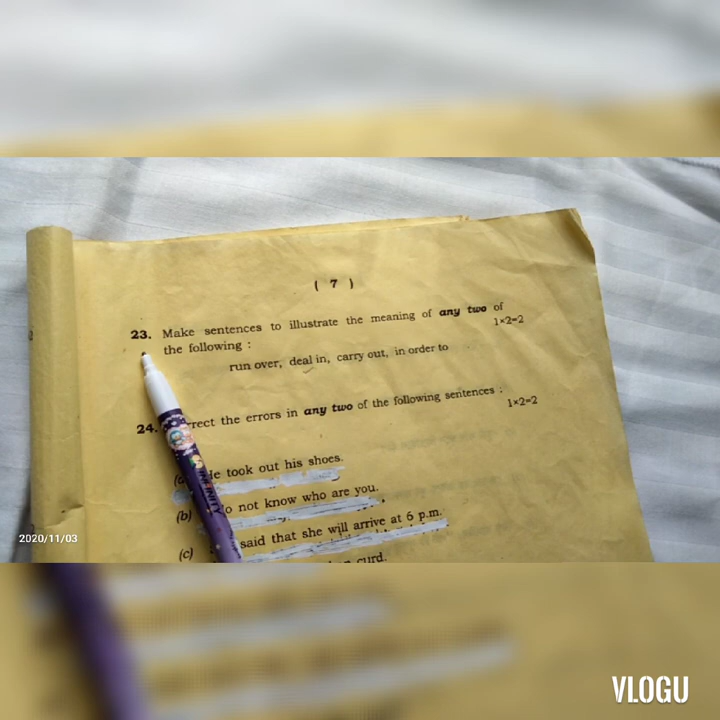 ( 7 )
23. Make sentences to illustrate the meaning of any two of
the following : 1×2=2
run over, deal in, carry out, in order to
24. rrect the errors in any two of the following sentences :
1×2=2
(a) He took out his shoes.
(b) o not know who are you.
(c) said that she will arrive at 6 p.m.
curd.
INFINITY
2020/11/03
VLOGU